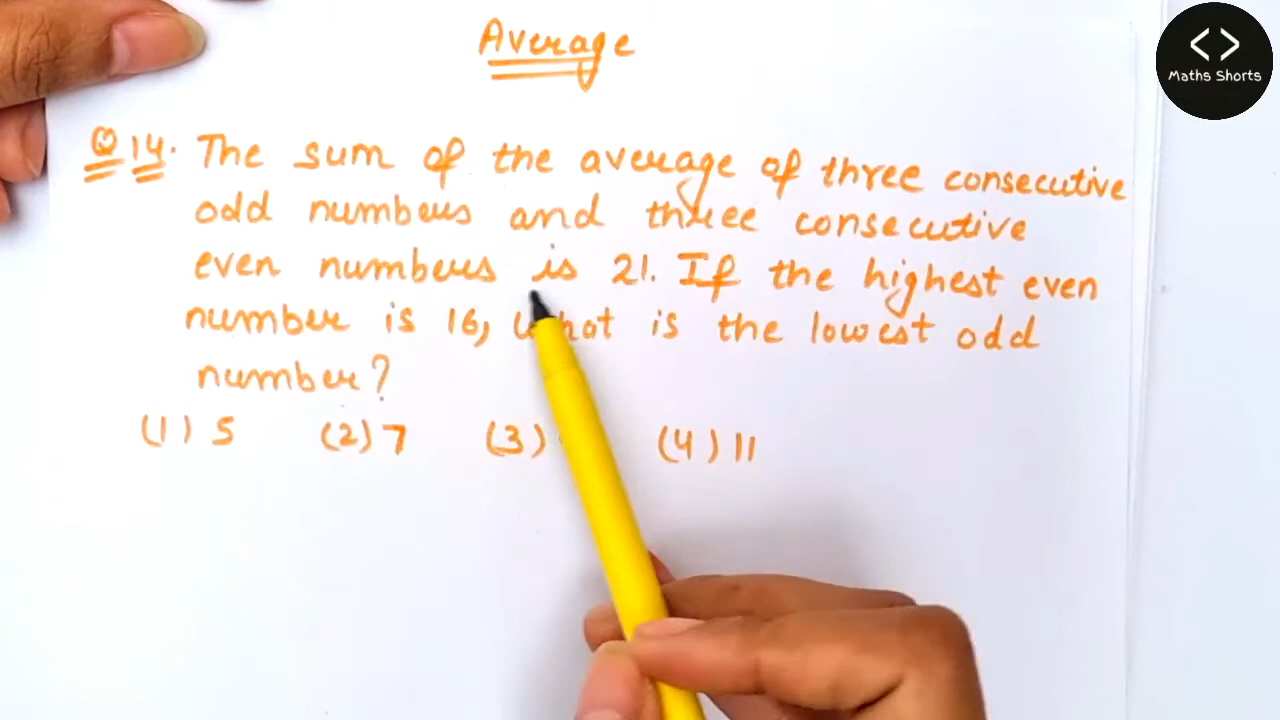 Average
Q14. The sum of the average of three consecutive
odd numbers and three consecutive
even numbers is 21. If the highest even
number is 16, what is the lowest odd
number?
(1) 5 (2) 7 (3) (4) 11
<> 
Maths Shorts